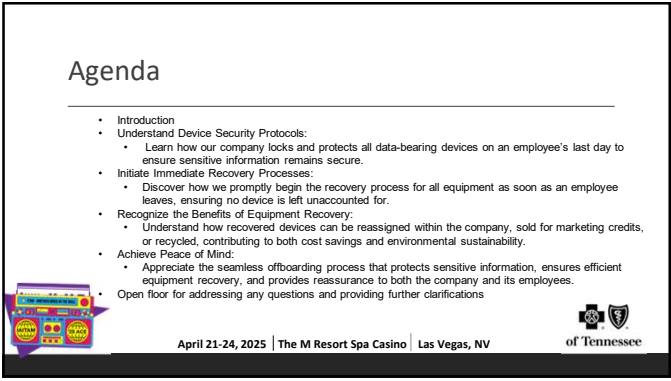 Agenda
• Introduction
• Understand Device Security Protocols:
• Learn how our company locks and protects all data-bearing devices on an employee’s last day to
ensure sensitive information remains secure.
• Initiate Immediate Recovery Processes:
• Discover how we promptly begin the recovery process for all equipment as soon as an employee
leaves, ensuring no device is left unaccounted for.
• Recognize the Benefits of Equipment Recovery:
• Understand how recovered devices can be reassigned within the company, sold for marketing credits,
or recycled, contributing to both cost savings and environmental sustainability.
• Achieve Peace of Mind:
• Appreciate the seamless offboarding process that protects sensitive information, ensures efficient
equipment recovery, and provides reassurance to both the company and its employees.
• Open floor for addressing any questions and providing further clarifications
IAITAM
of Tennessee
April 21-24, 2025 | The M Resort Spa Casino | Las Vegas, NV